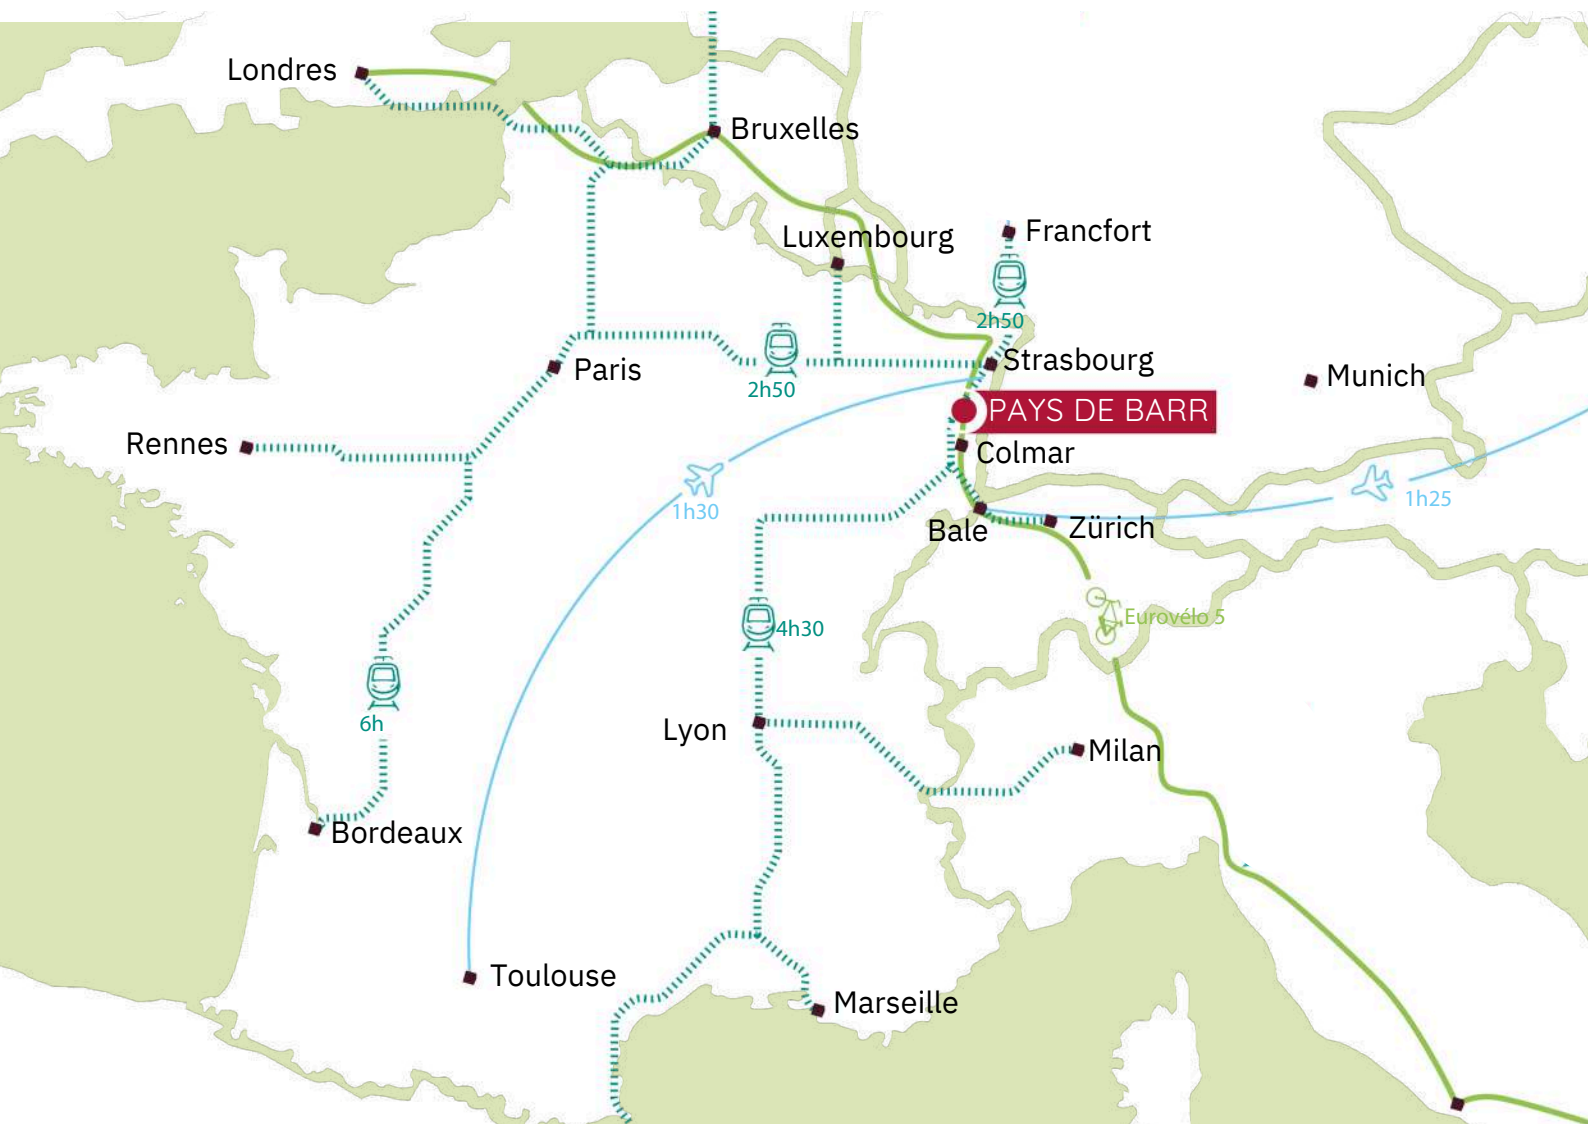 Londres
Bruxelles
Luxembourg
Francfort
2h50
Strasbourg
Paris
2h50
Munich
PAYS DE BARR
Rennes
Colmar
1h30
1h25
Bale
Zürich
Eurovélo 5
4h30
6h
Lyon
Milan
Bordeaux
Toulouse
Marseille